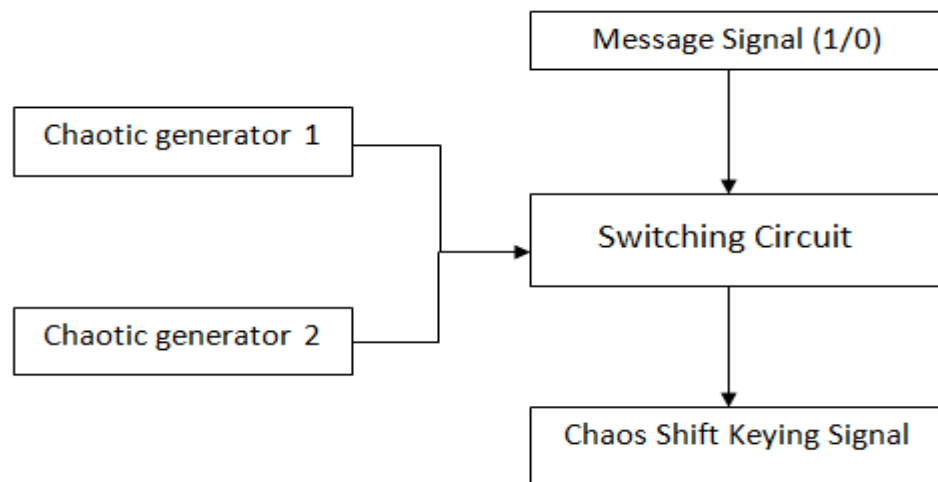 Message Signal (1/0)
Chaotic generator 1
Switching Circuit
Chaotic generator 2
Chaos Shift Keying Signal